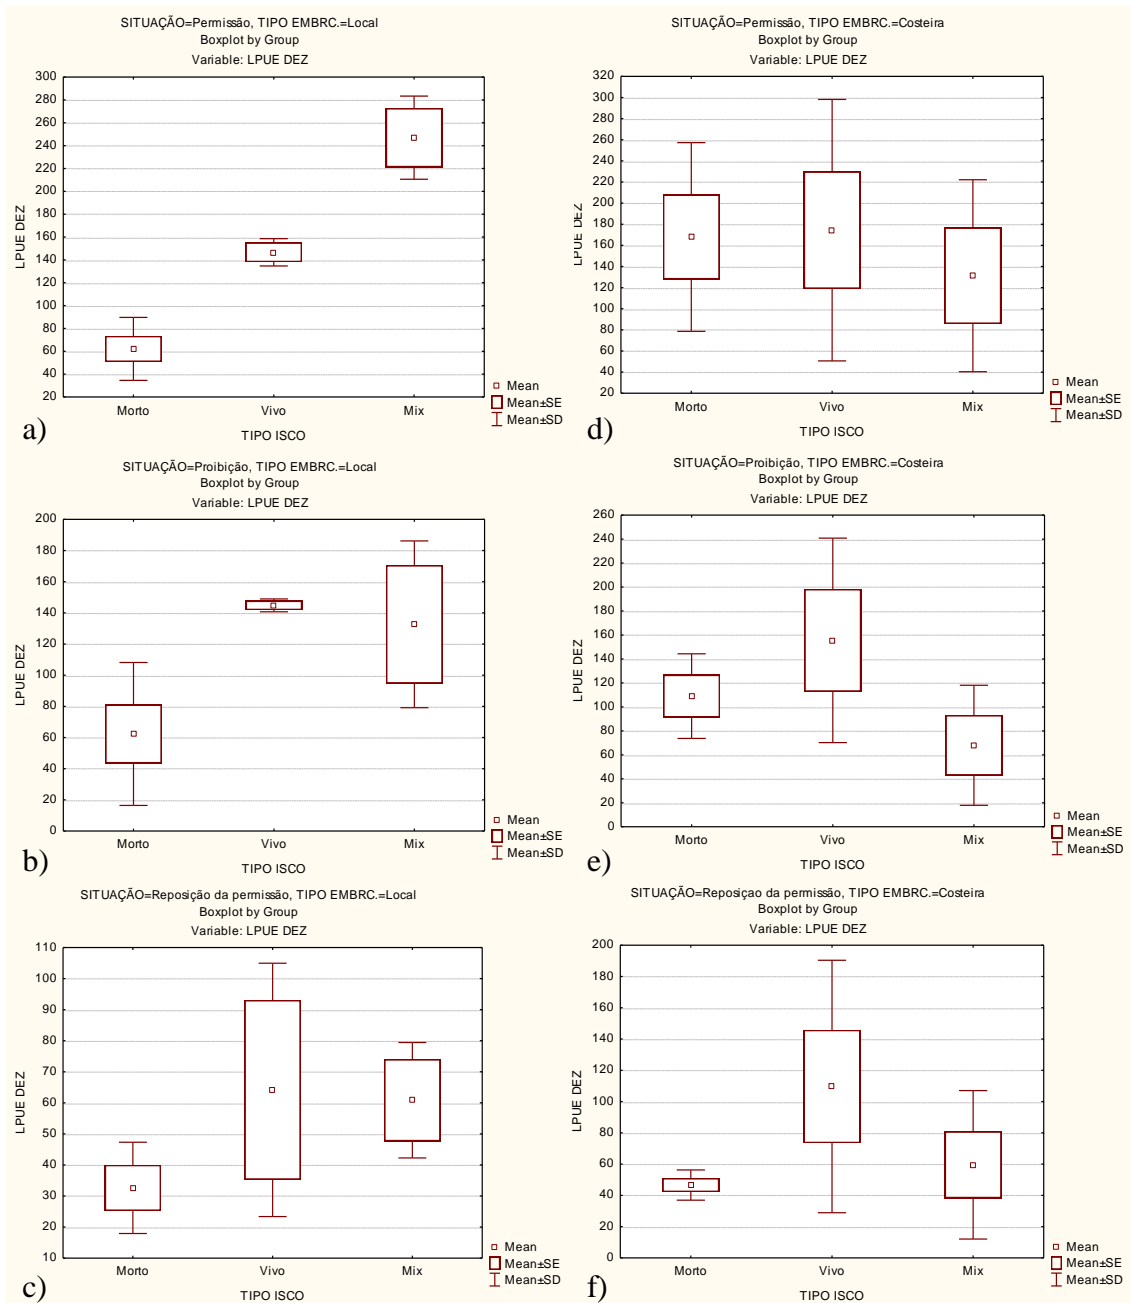 SITUAÇÃO=Permissão, TIPO EMBRC.=Local
Boxplot by Group
Variable: LPUE DEZ
300
280
260
240
220
200
180
160
140
120
100
80
60
40
20
LPUE DEZ
Morto Vivo Mix
TIPO ISCO
Mean
Mean±SE
Mean±SD
a)
SITUAÇÃO=Permissão, TIPO EMBRC.=Costeira
Boxplot by Group
Variable: LPUE DEZ
320
300
280
260
240
220
200
180
160
140
120
100
80
60
40
20
LPUE DEZ
Morto Vivo Mix
TIPO ISCO
Mean
Mean±SE
Mean±SD
d)
SITUAÇÃO=Proibição, TIPO EMBRC.=Local
Boxplot by Group
Variable: LPUE DEZ
200
180
160
140
120
100
80
60
40
20
0
LPUE DEZ
Morto Vivo Mix
TIPO ISCO
Mean
Mean±SE
Mean±SD
b)
SITUAÇÃO=Proibição, TIPO EMBRC.=Costeira
Boxplot by Group
Variable: LPUE DEZ
260
240
220
200
180
160
140
120
100
80
60
40
20
0
LPUE DEZ
Morto Vivo Mix
TIPO ISCO
Mean
Mean±SE
Mean±SD
e)
SITUAÇÃO=Reposição da permissão, TIPO EMBRC.=Local
Boxplot by Group
Variable: LPUE DEZ
110
100
90
80
70
60
50
40
30
20
10
LPUE DEZ
Morto Vivo Mix
TIPO ISCO
Mean
Mean±SE
Mean±SD
c)
SITUAÇÃO=Reposiçao da permissão, TIPO EMBRC.=Costeira
Boxplot by Group
Variable: LPUE DEZ
200
180
160
140
120
100
80
60
40
20
0
LPUE DEZ
Morto Vivo Mix
TIPO ISCO
Mean
Mean±SE
Mean±SD
f)